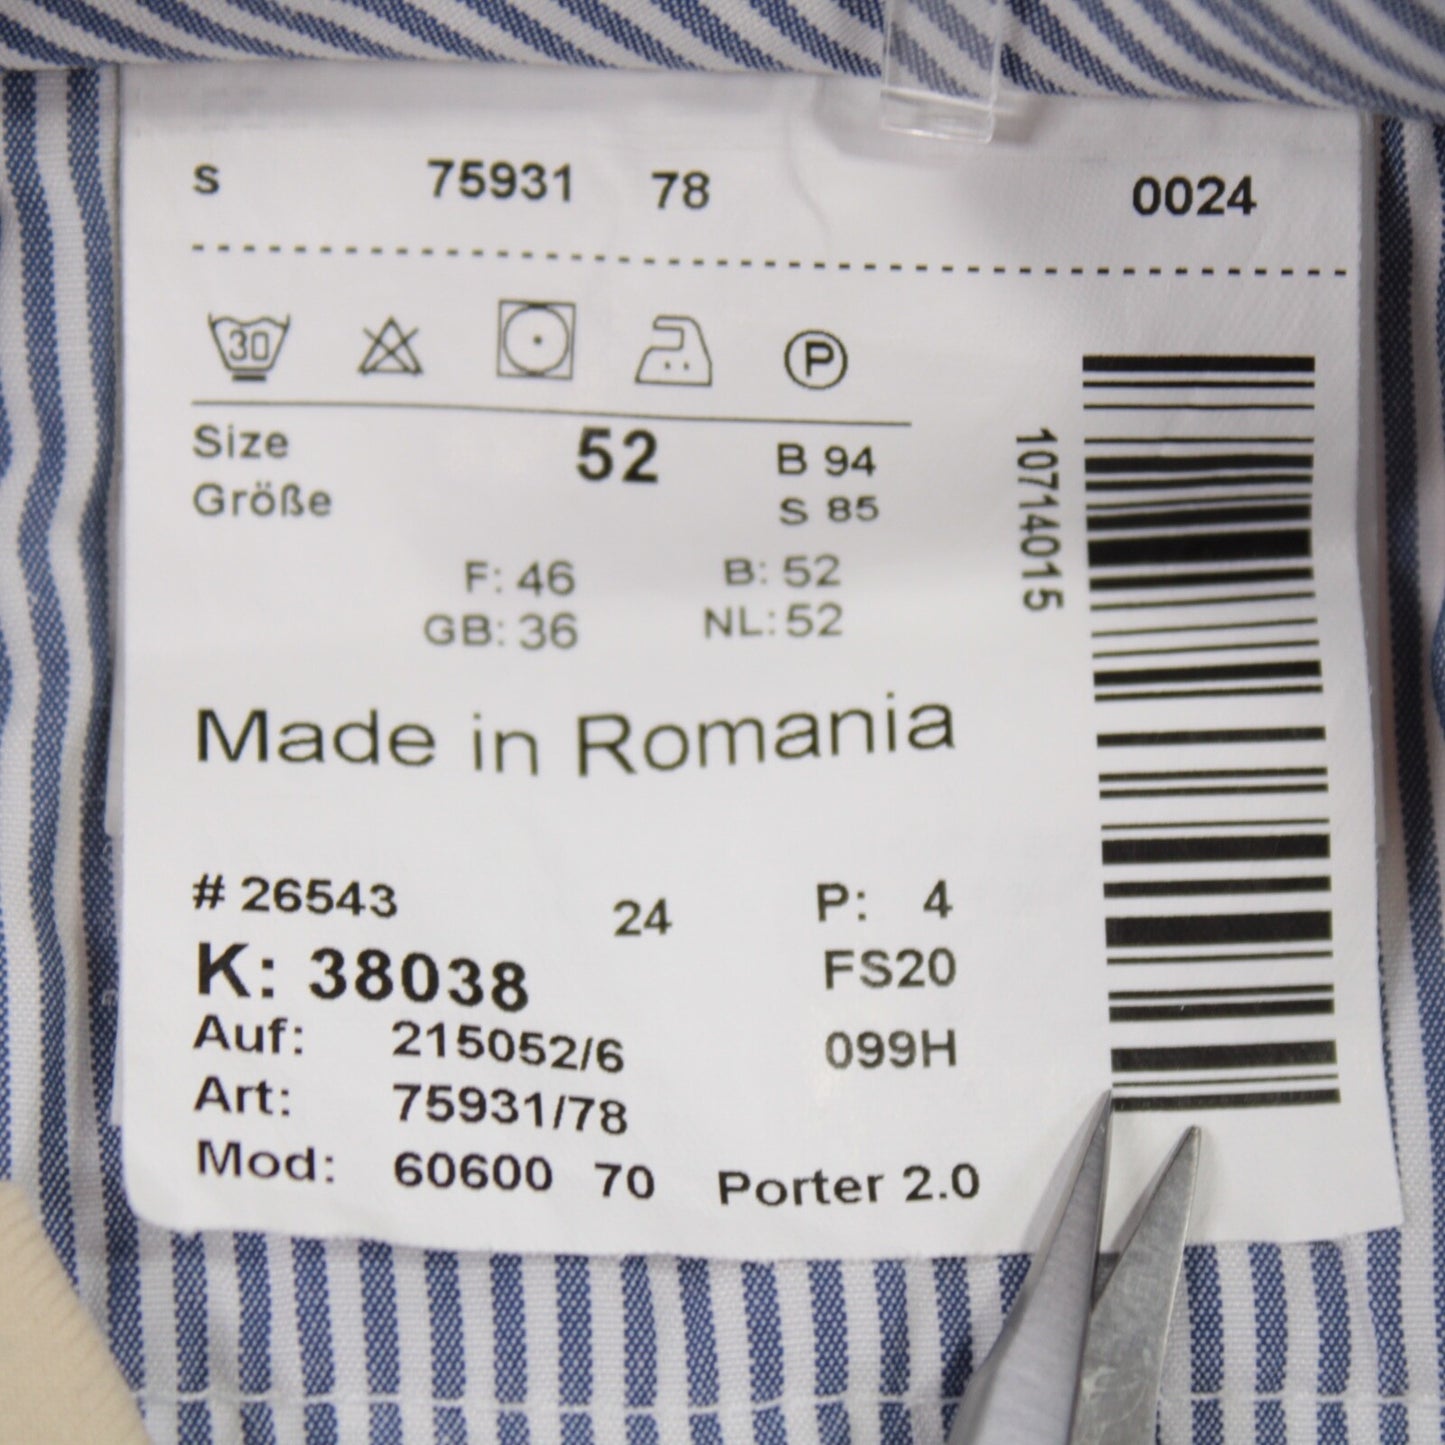 s 75931 78 0024
30 P
Size 52 B 94
Größe S 85
F: 46 B: 52
GB: 36 NL: 52
10714015
Made in Romania
# 26543 24 P: 4
K: 38038 FS20
Auf: 215052/6 099H
Art: 75931/78
Mod: 60600 70 Porter 2.0